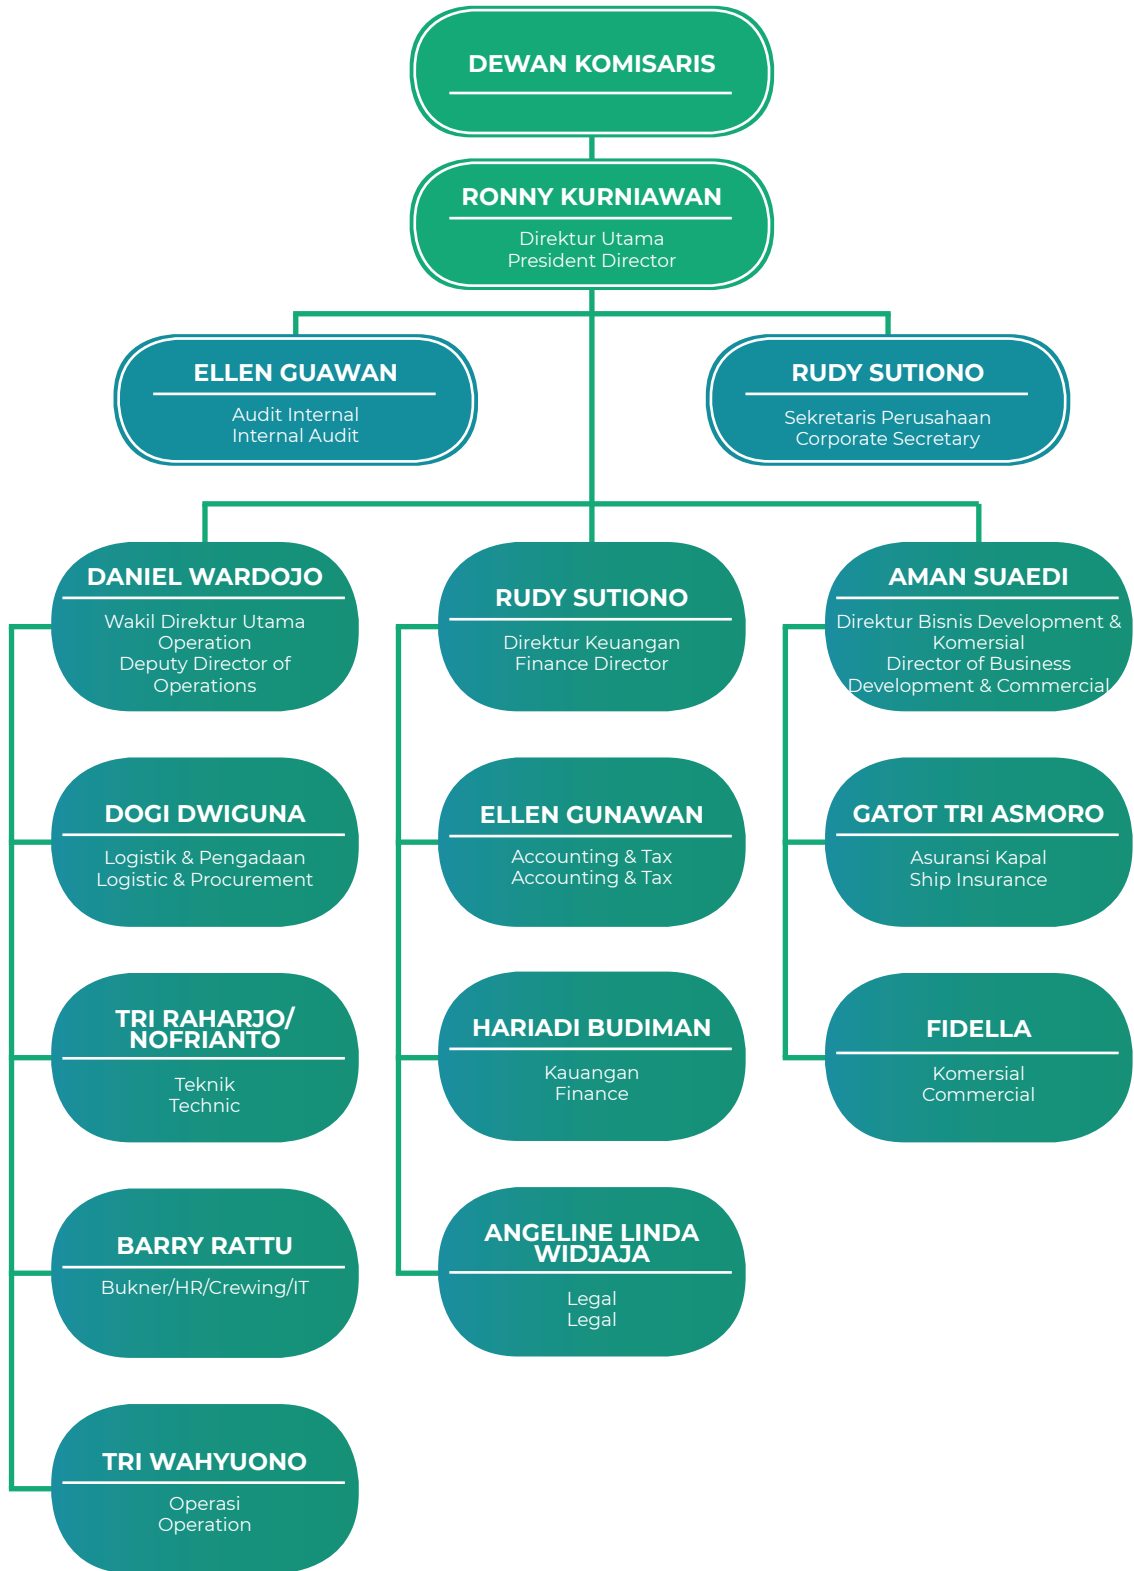 DEWAN KOMISARIS
RONNY KURNIAWAN
Direktur Utama
President Director
ELLEN GUAWAN
Audit Internal
Internal Audit
RUDY SUTIONO
Sekretaris Perusahaan
Corporate Secretary
DANIEL WARDOJO
Wakil Direktur Utama
Operation
Deputy Director of
Operations
RUDY SUTIONO
Direktur Keuangan
Finance Director
AMAN SUAEDI
Direktur Bisnis Development &
Komersial
Director of Business
Development & Commercial
DOGI DWIGUNA
Logistik & Pengadaan
Logistic & Procurement
ELLEN GUNAWAN
Accounting & Tax
Accounting & Tax
GATOT TRI ASMORO
Asuransi Kapal
Ship Insurance
TRI RAHARJO/
NOFRIANTO
Teknik
Technic
HARIADI BUDIMAN
Kauangan
Finance
FIDELLA
Komersial
Commercial
BARRY RATTU
Bukner/HR/Crewing/IT
ANGELINE LINDA
WIDJAJA
Legal
Legal
TRI WAHYUONO
Operasi
Operation